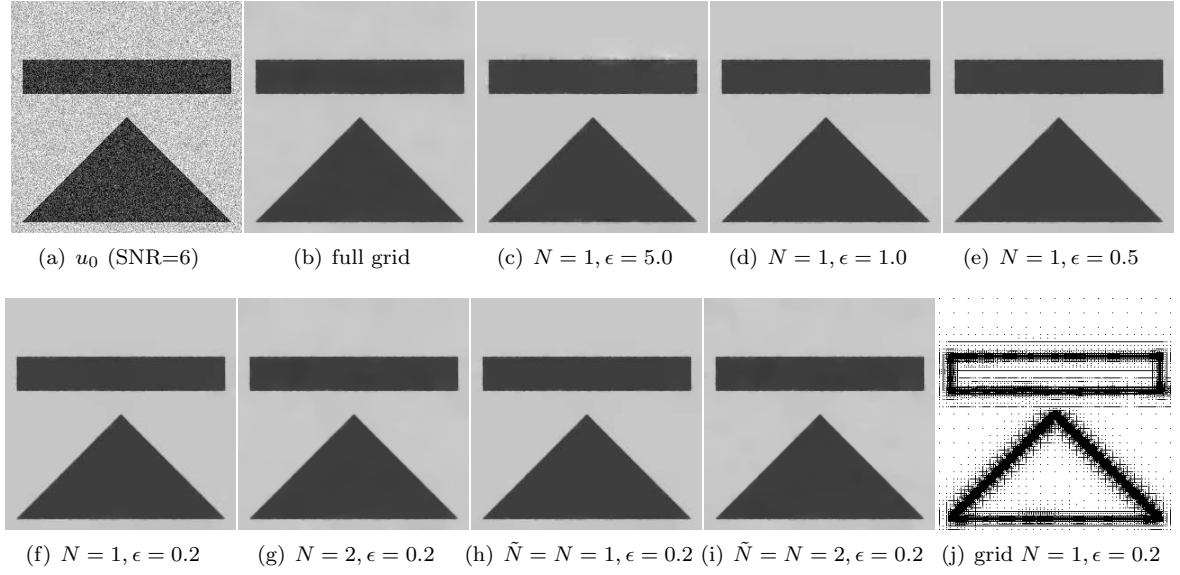 (a) u₀ (SNR=6) (b) full grid (c) N = 1, ϵ = 5.0 (d) N = 1, ϵ = 1.0 (e) N = 1, ϵ = 0.5
(f) N = 1, ϵ = 0.2 (g) N = 2, ϵ = 0.2 (h) Ñ = N = 1, ϵ = 0.2 (i) Ñ = N = 2, ϵ = 0.2 (j) grid N = 1, ϵ = 0.2